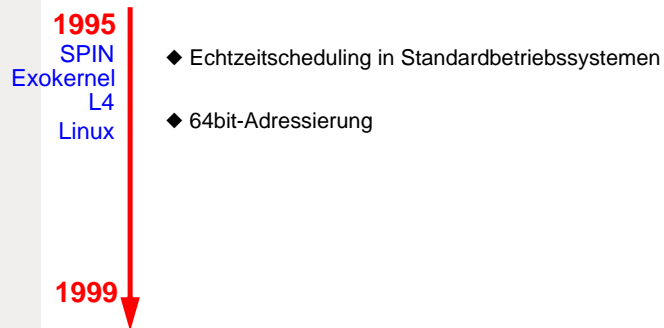 1995
SPIN
Exokernel
L4
Linux
◆ Echtzeitscheduling in Standardbetriebssystemen
◆ 64bit-Adressierung
1999